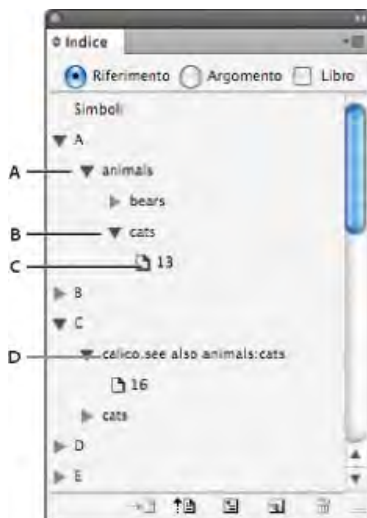 Indice
Riferimento Argomento Libro
Simboli
A
A animals
bears
B cats
C 13
B
C
D calico.see also animals:cats
16
cats
D
E